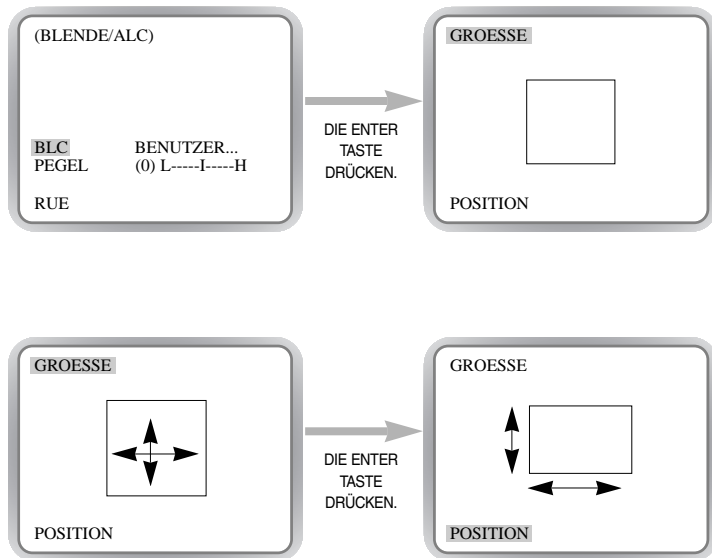 (BLENDE/ALC)
BLC BENUTZER...
PEGEL (0) L-----I-----H
RUE
DIE ENTER
TASTE
DRÜCKEN.
GROESSE
POSITION
GROESSE
POSITION
DIE ENTER
TASTE
DRÜCKEN.
GROESSE
POSITION